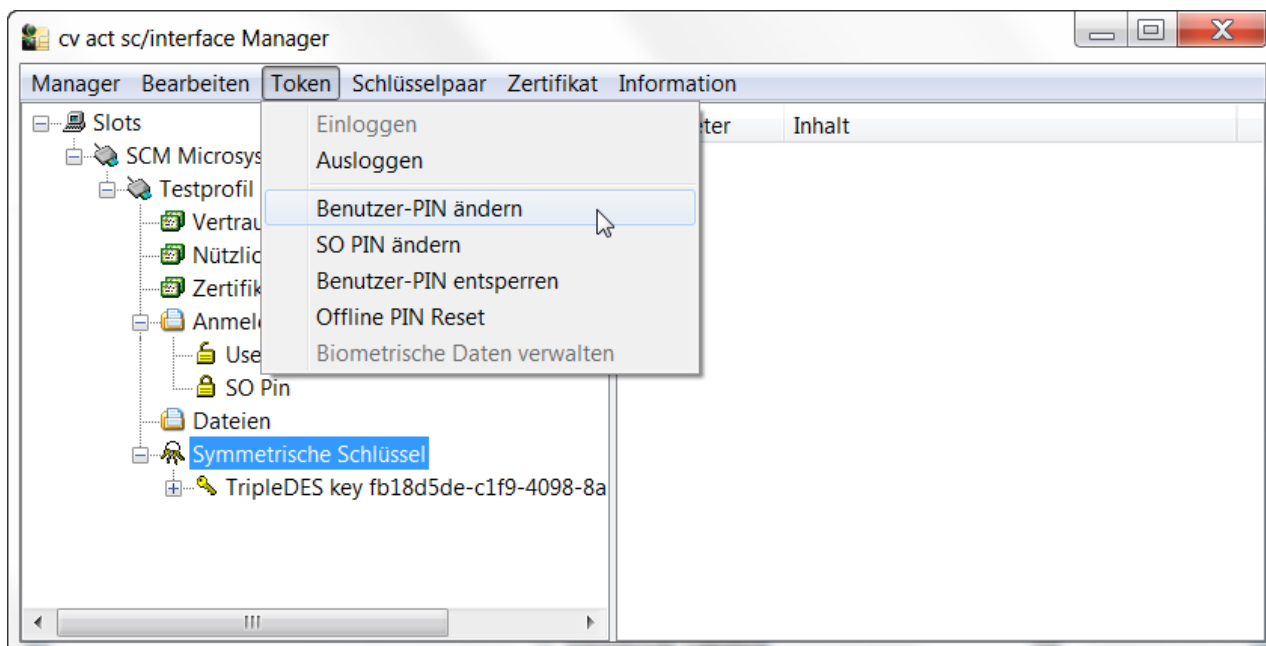 cv act sc/interface Manager
Manager Bearbeiten Token Schlüsselpaar Zertifikat Information
Slots
SCM Microsys
Testprofil
Vertrau
Nützlic
Zertifik
Anmeld
Use
SO Pin
Dateien
Symmetrische Schlüssel
TripleDES key fb18d5de-c1f9-4098-8a
Einloggen
Ausloggen
Benutzer-PIN ändern
SO PIN ändern
Benutzer-PIN entsperren
Offline PIN Reset
Biometrische Daten verwalten
eter Inhalt